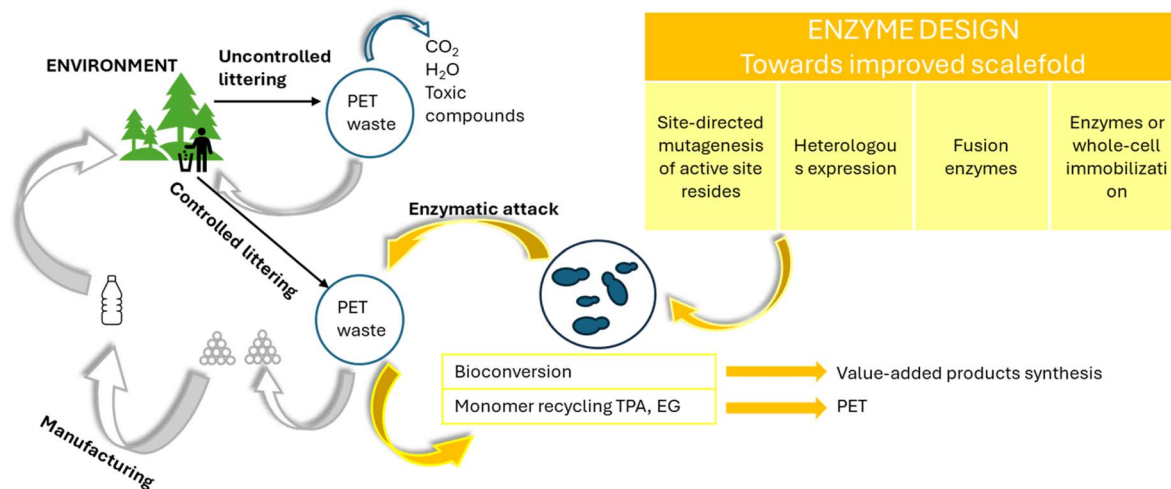 ENZYME DESIGN
Towards improved scalefold
Site-directed
mutagenesis
of active site
resides
Heterologou
s expression
Fusion
enzymes
Enzymes or
whole-cell
immobilizati
on
ENVIRONMENT
Uncontrolled
littering
PET
waste
CO₂
H₂O
Toxic
compounds
Controlled littering
Enzymatic attack
PET
waste
Manufacturing
Bioconversion
Value-added products synthesis
Monomer recycling TPA, EG
PET